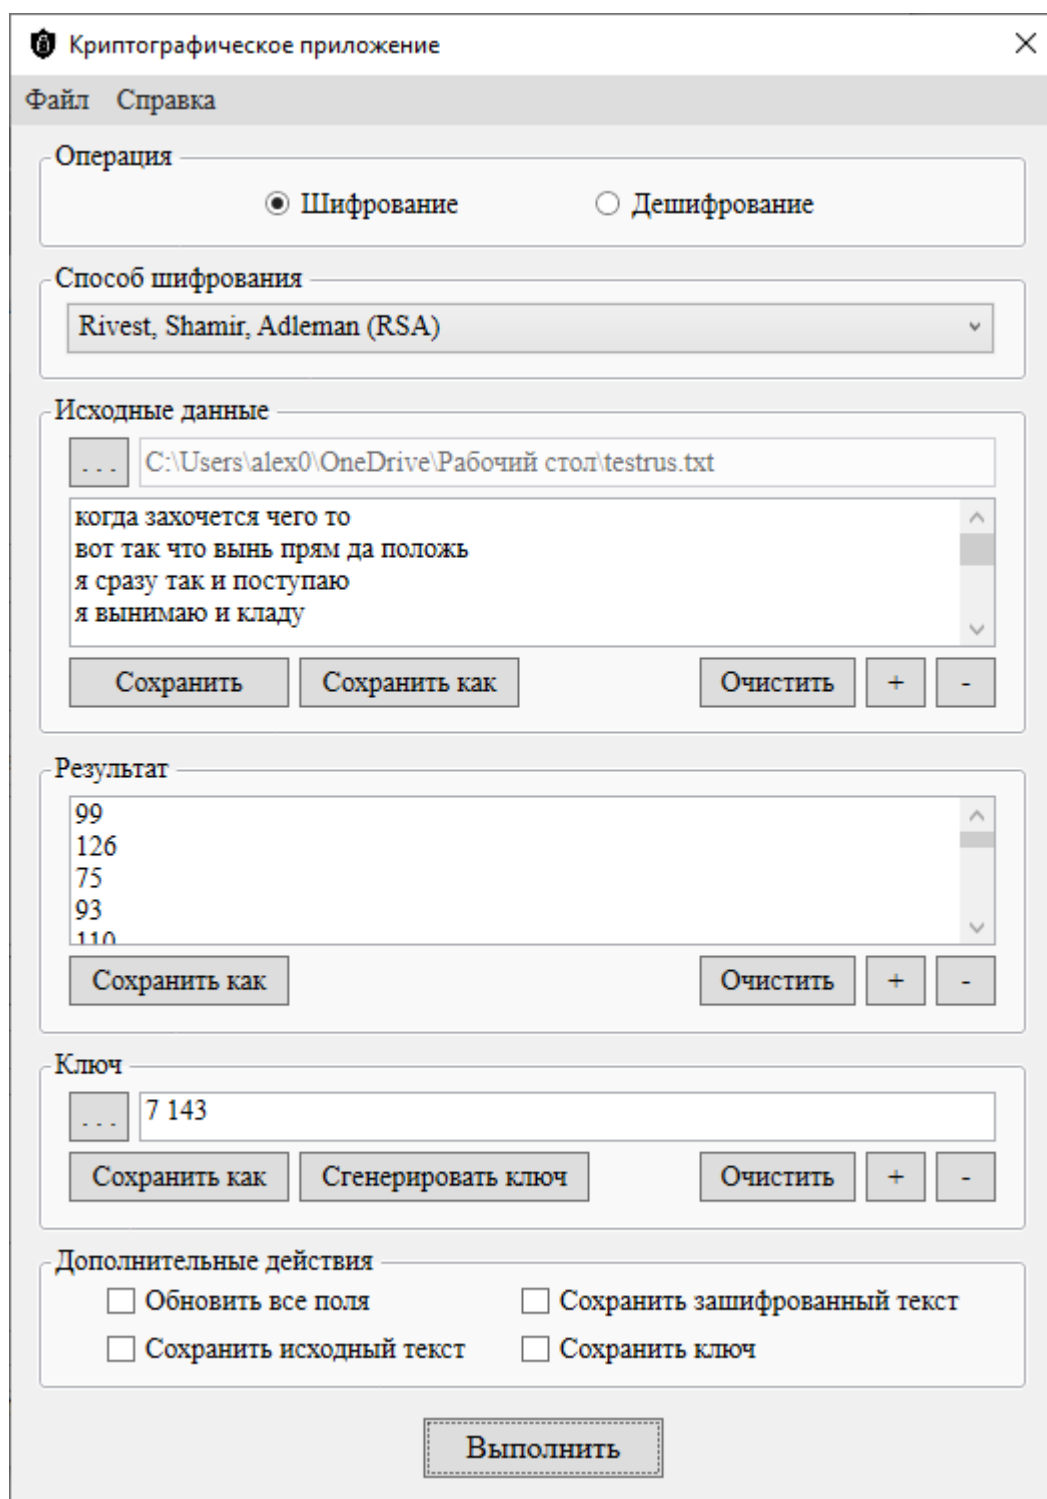 Криптографическое приложение
Файл Справка
Операция
Шифрование Дешифрование
Способ шифрования
Rivest, Shamir, Adleman (RSA)
Исходные данные
... C:\Users\alex0\OneDrive\Рабочий стол\testrus.txt
когда захочется чего то
вот так что вынь прям да положь
я сразу так и поступаю
я вынимаю и кладу
Сохранить Сохранить как Очистить + -
Результат
99
126
75
93
110
Сохранить как Очистить + -
Ключ
... 7 143
Сохранить как Сгенерировать ключ Очистить + -
Дополнительные действия
Обновить все поля Сохранить зашифрованный текст
Сохранить исходный текст Сохранить ключ
Выполнить